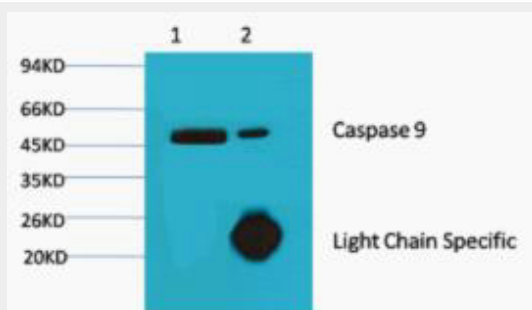 1 2
94KD
66KD
Caspase 9
45KD
35KD
26KD
Light Chain Specific
20KD